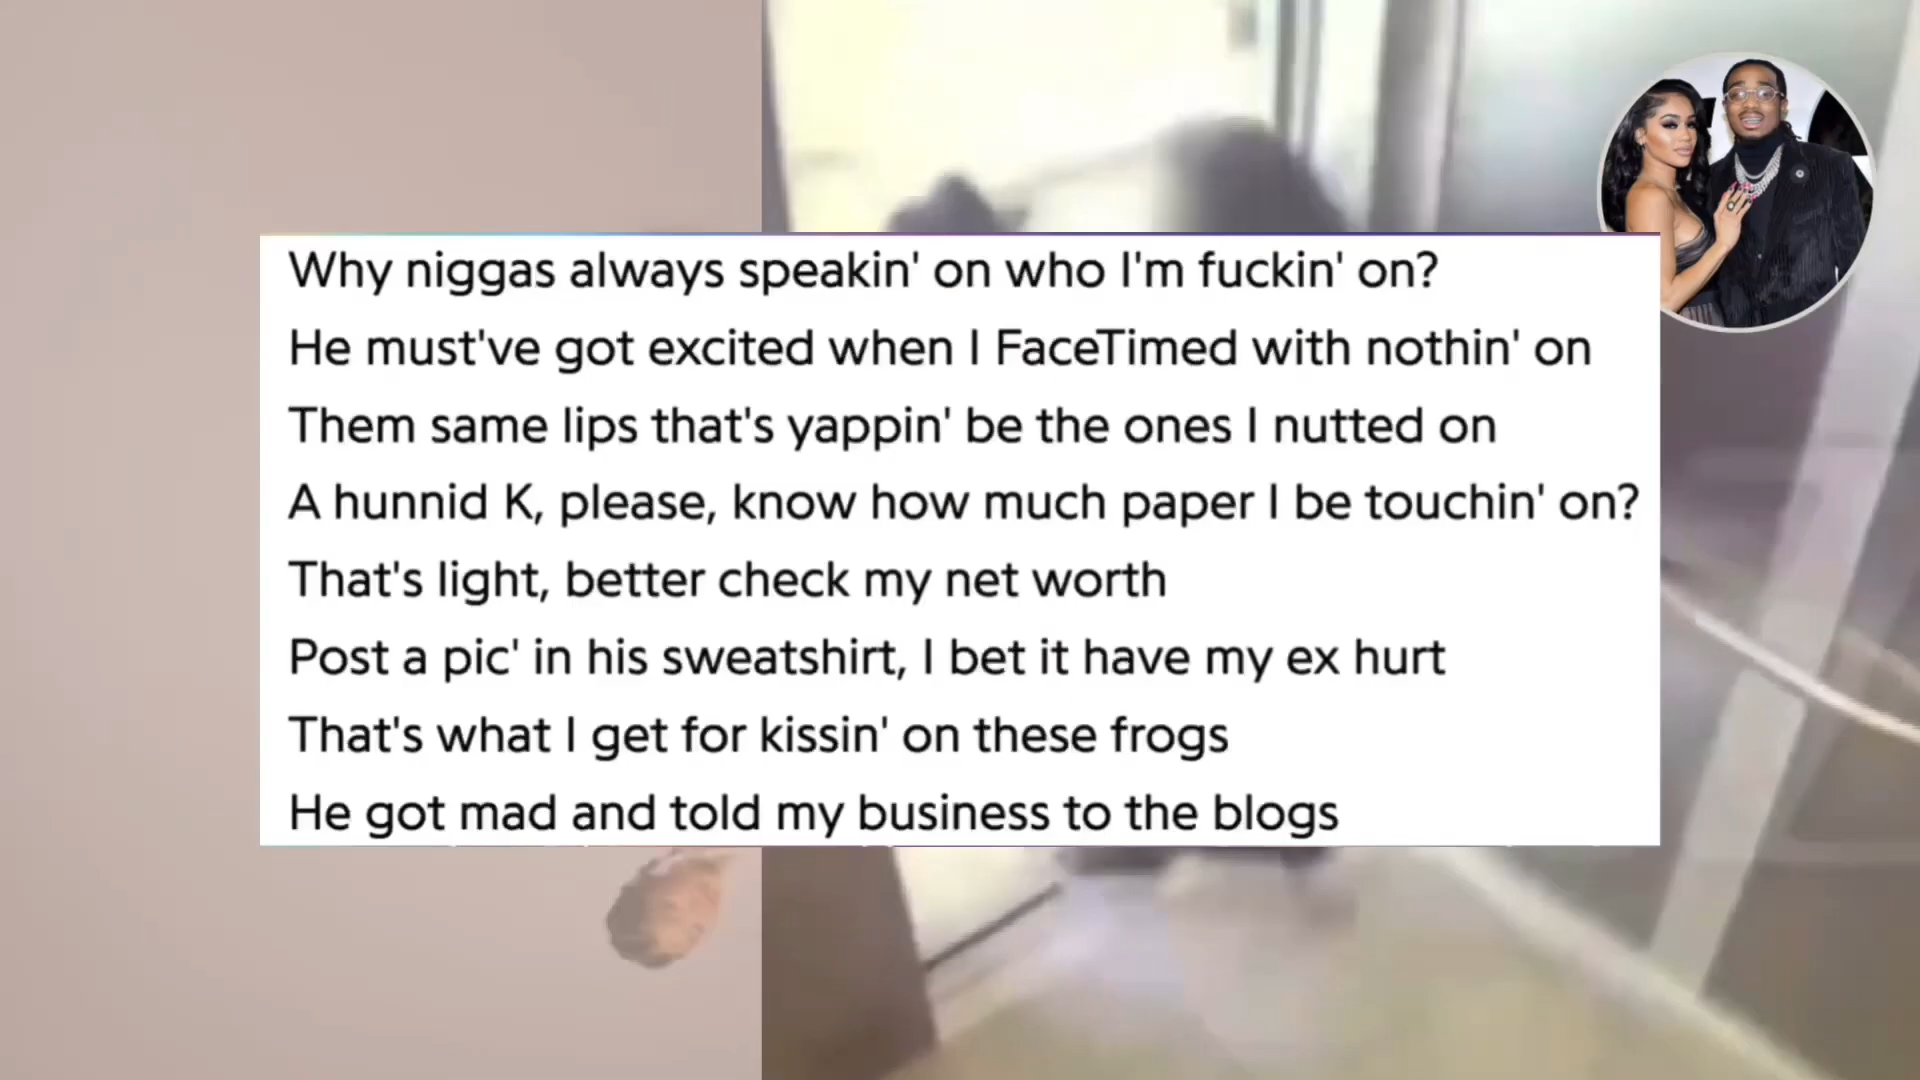 Why niggas always speakin' on who I'm fuckin' on?
He must've got excited when I FaceTimed with nothin' on
Them same lips that's yappin' be the ones I nutted on
A hunnid K, please, know how much paper I be touchin' on?
That's light, better check my net worth
Post a pic' in his sweatshirt, I bet it have my ex hurt
That's what I get for kissin' on these frogs
He got mad and told my business to the blogs